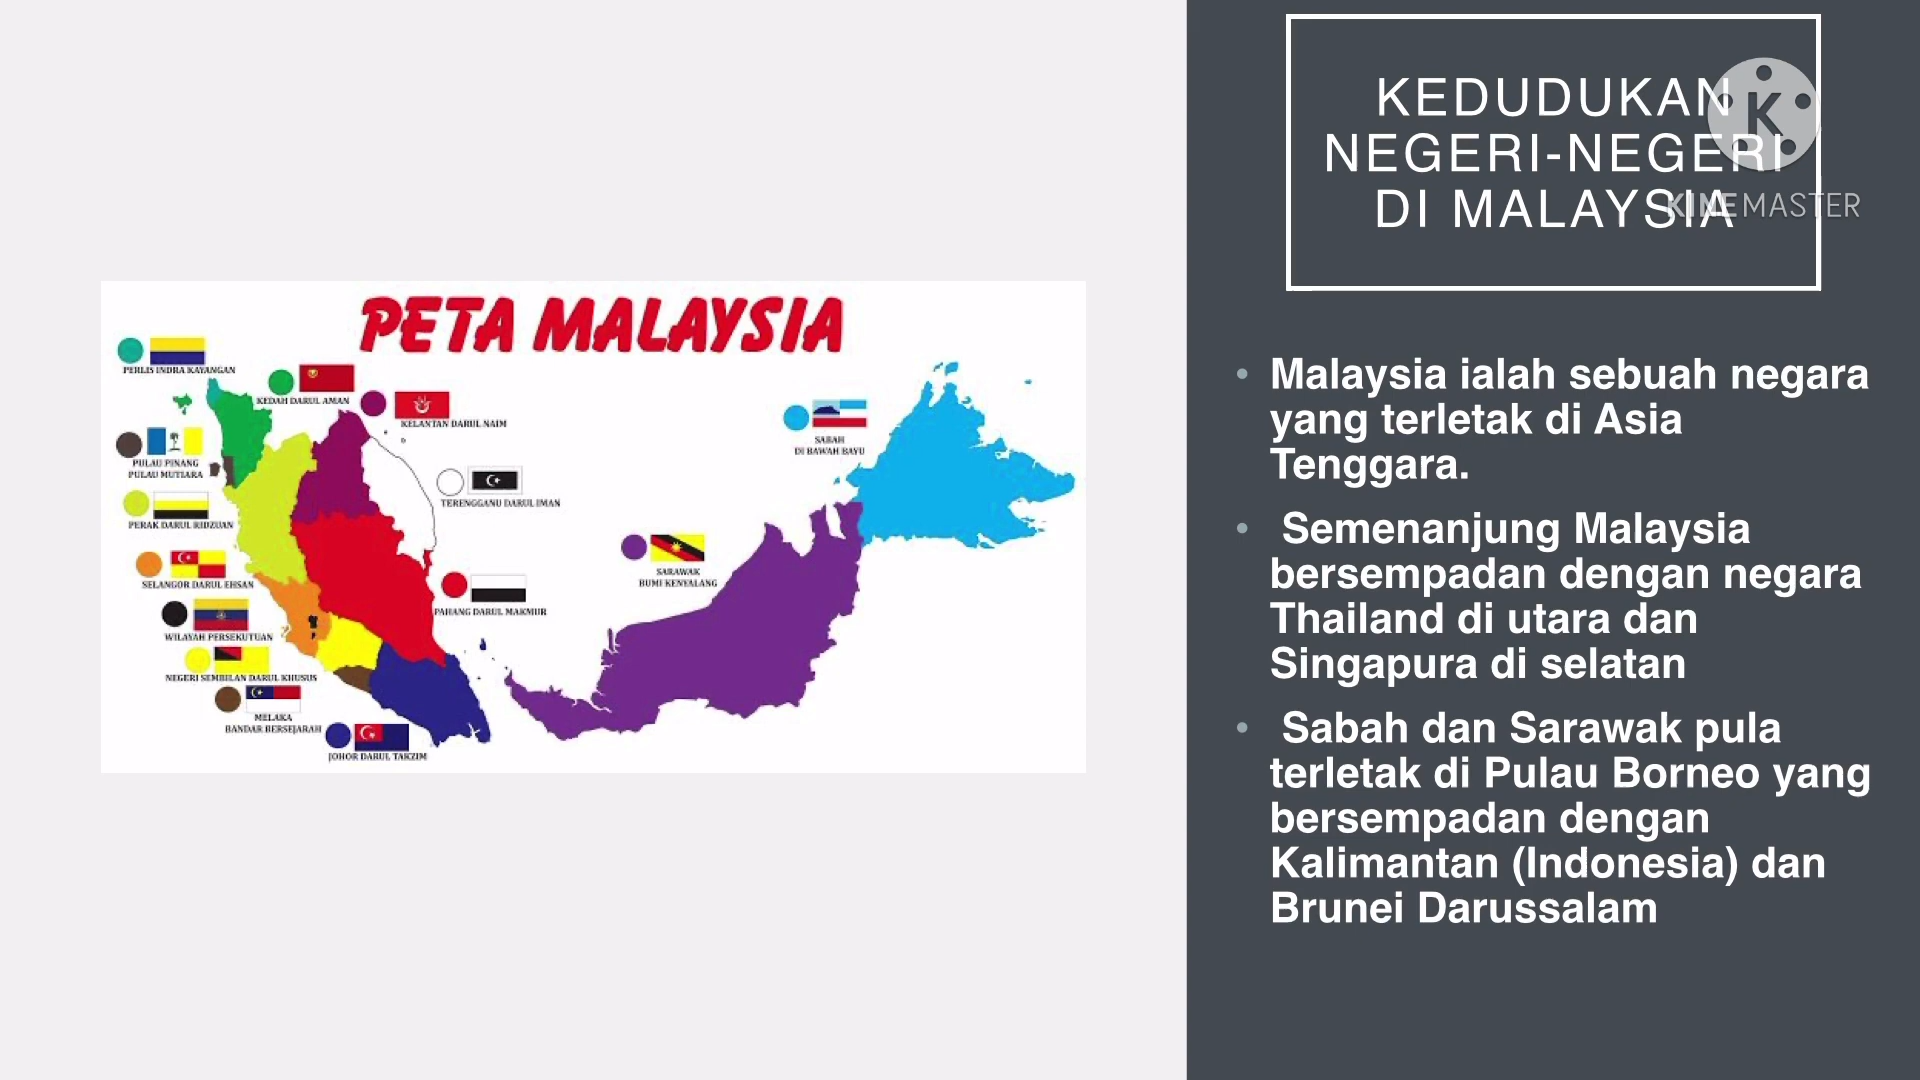 KEDUDUKAN
NEGERI-NEGERI
DI MALAYSIA
K
KINEMASTER
PETA MALAYSIA
PERLIS INDRA KAYANGAN
KEDAH DARUL AMAN
KELANTAN DARUL NAIM
PULAU PINANG
PULAU MUTIARA
TERENGGANU DARUL IMAN
PERAK DARUL RIDZUAN
SELANGOR DARUL EHSAN
PAHANG DARUL MAKMUR
WILAYAH PERSEKUTUAN
NEGERI SEMBILAN DARUL KHUSUS
MELAKA
BANDAR BERSEJARAH
JOHOR DARUL TAKZIM
SABAH
DI BAWAH BAYU
SARAWAK
BUMI KENYALANG
• Malaysia ialah sebuah negara
yang terletak di Asia
Tenggara.
• Semenanjung Malaysia
bersempadan dengan negara
Thailand di utara dan
Singapura di selatan
• Sabah dan Sarawak pula
terletak di Pulau Borneo yang
bersempadan dengan
Kalimantan (Indonesia) dan
Brunei Darussalam